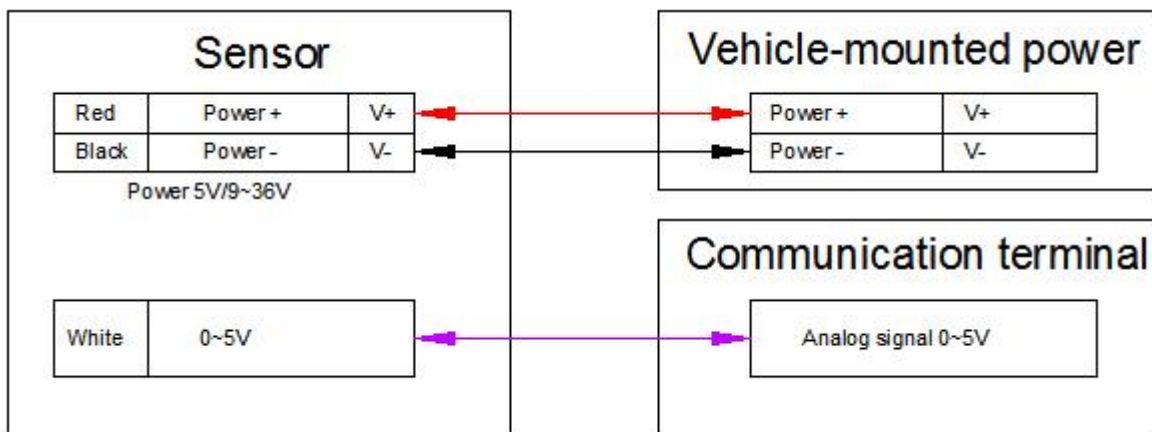 Sensor
Red Power + V+
Black Power - V-
Power 5V/9~36V
White 0~5V
Vehicle-mounted power
Power + V+
Power - V-
Communication terminal
Analog signal 0~5V